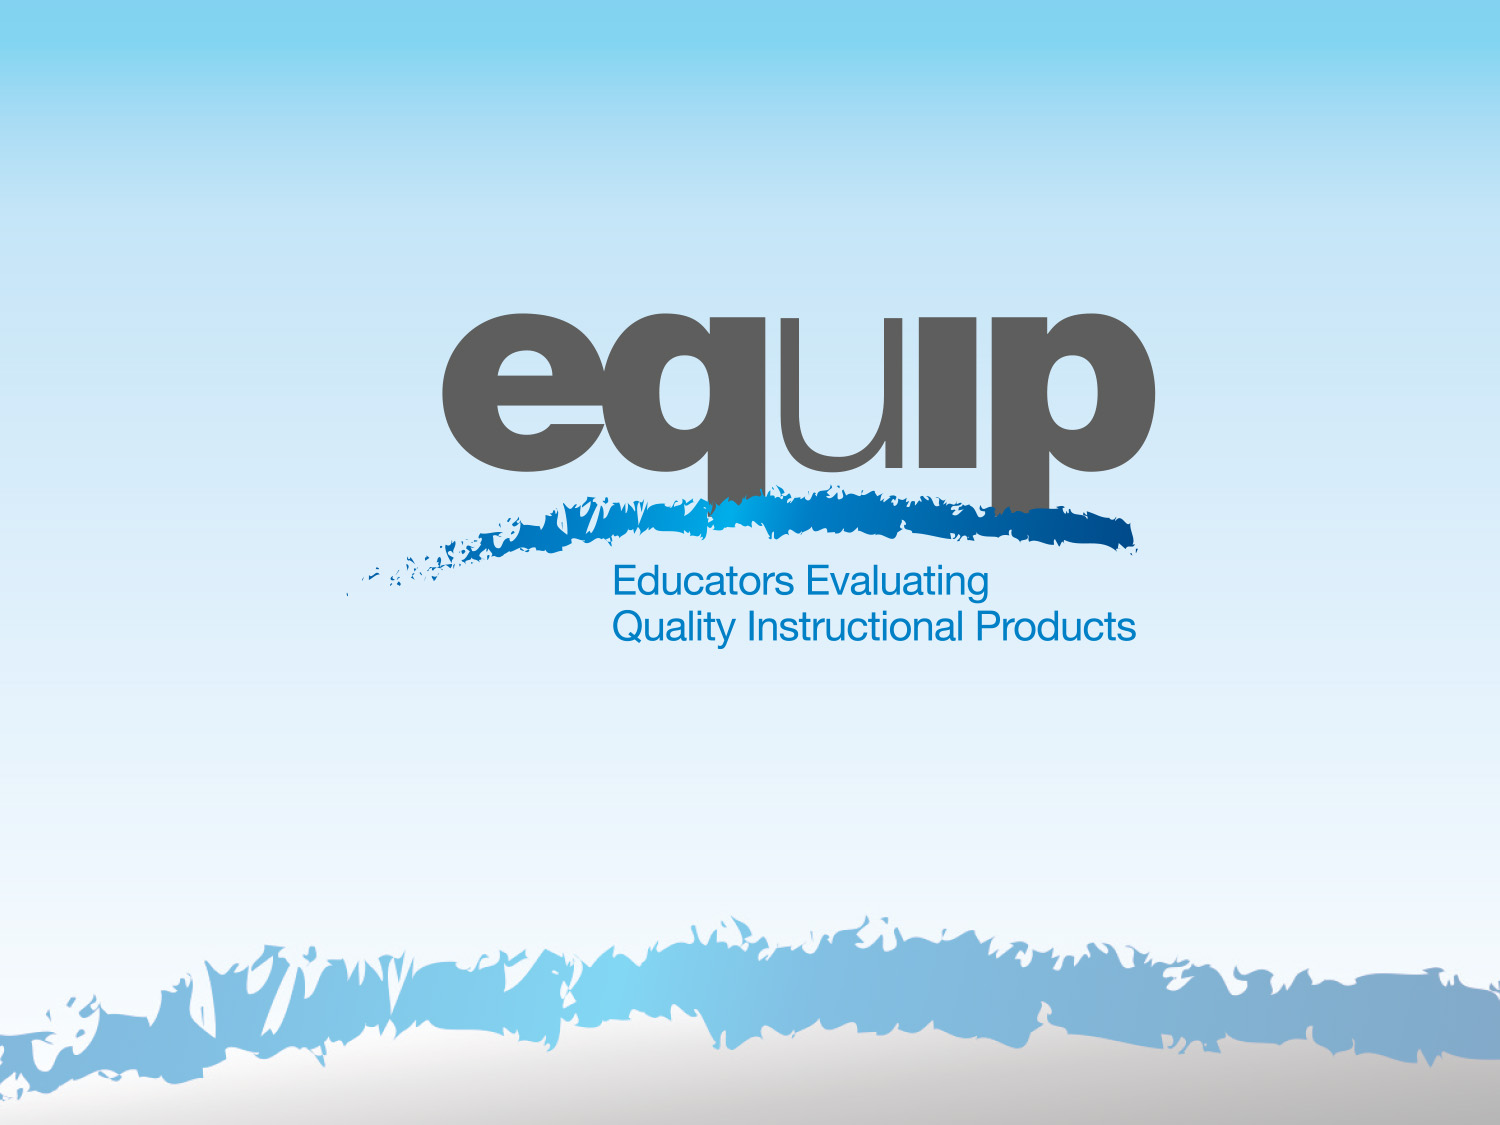 equip
Educators Evaluating
Quality Instructional Products